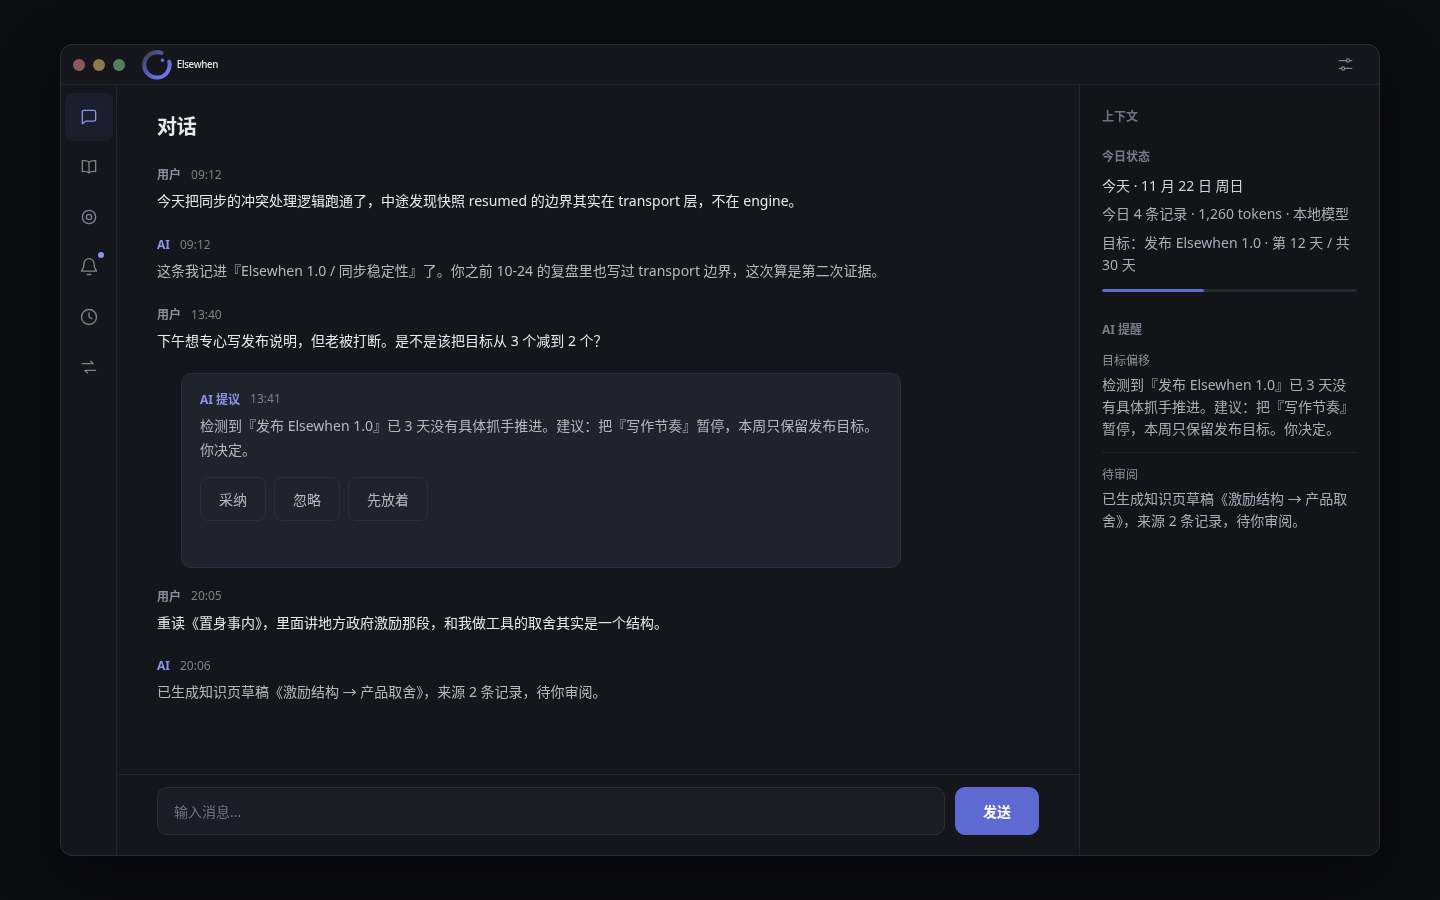 Elsewhen
对话
用户 09:12
今天把同步的冲突处理逻辑跑通了，中途发现快照 resumed 的边界其实在 transport 层，不在 engine。
AI 09:12
这条我记进『Elsewhen 1.0 / 同步稳定性』了。你之前 10-24 的复盘里也写过 transport 边界，这次算是第二次证据。
用户 13:40
下午想专心写发布说明，但老被打断。是不是该把目标从 3 个减到 2 个？
AI 提议 13:41
检测到『发布 Elsewhen 1.0』已 3 天没有具体抓手推进。建议：把『写作节奏』暂停，本周只保留发布目标。
你决定。
采纳 忽略 先放着
用户 20:05
重读《置身事内》，里面讲地方政府激励那段，和我做工具的取舍其实是一个结构。
AI 20:06
已生成知识页草稿《激励结构 → 产品取舍》，来源 2 条记录，待你审阅。
输入消息...
发送
上下文
今日状态
今天 · 11 月 22 日 周日
今日 4 条记录 · 1,260 tokens · 本地模型
目标：发布 Elsewhen 1.0 · 第 12 天 / 共
30 天
AI 提醒
目标偏移
检测到『发布 Elsewhen 1.0』已 3 天没
有具体抓手推进。建议：把『写作节奏』
暂停，本周只保留发布目标。你决定。
待审阅
已生成知识页草稿《激励结构 → 产品取
舍》，来源 2 条记录，待你审阅。